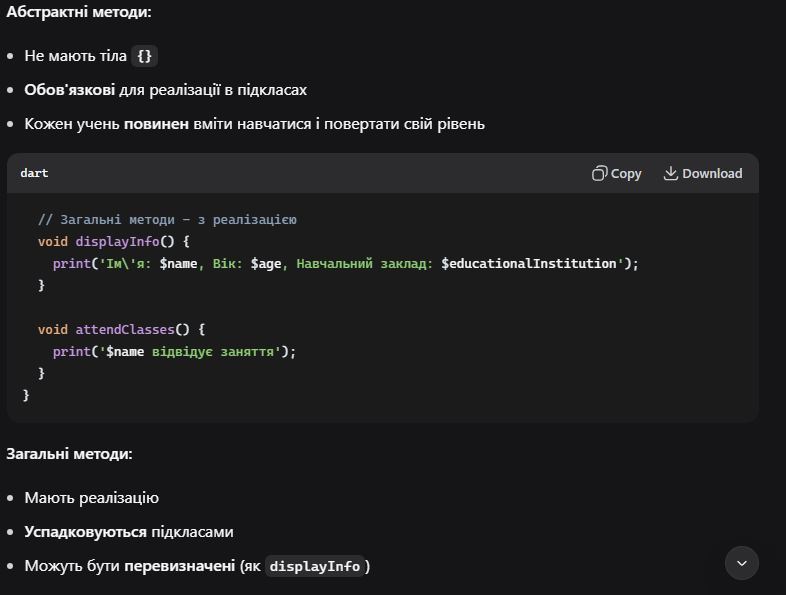 Абстрактні методи:
Не мають тіла {}
Обов'язкові для реалізації в підкласах
Кожен учень повинен вміти навчатися і повертати свій рівень
dart
Copy
Download
// Загальні методи - з реалізацією
void displayInfo() {
print('Ім\'я: $name, Вік: $age, Навчальний заклад: $educationalInstitution');
}
void attendClasses() {
print('$name відвідує заняття');
}
}
Загальні методи:
Мають реалізацію
Успадковуються підкласами
Можуть бути перевизначені (як displayInfo)